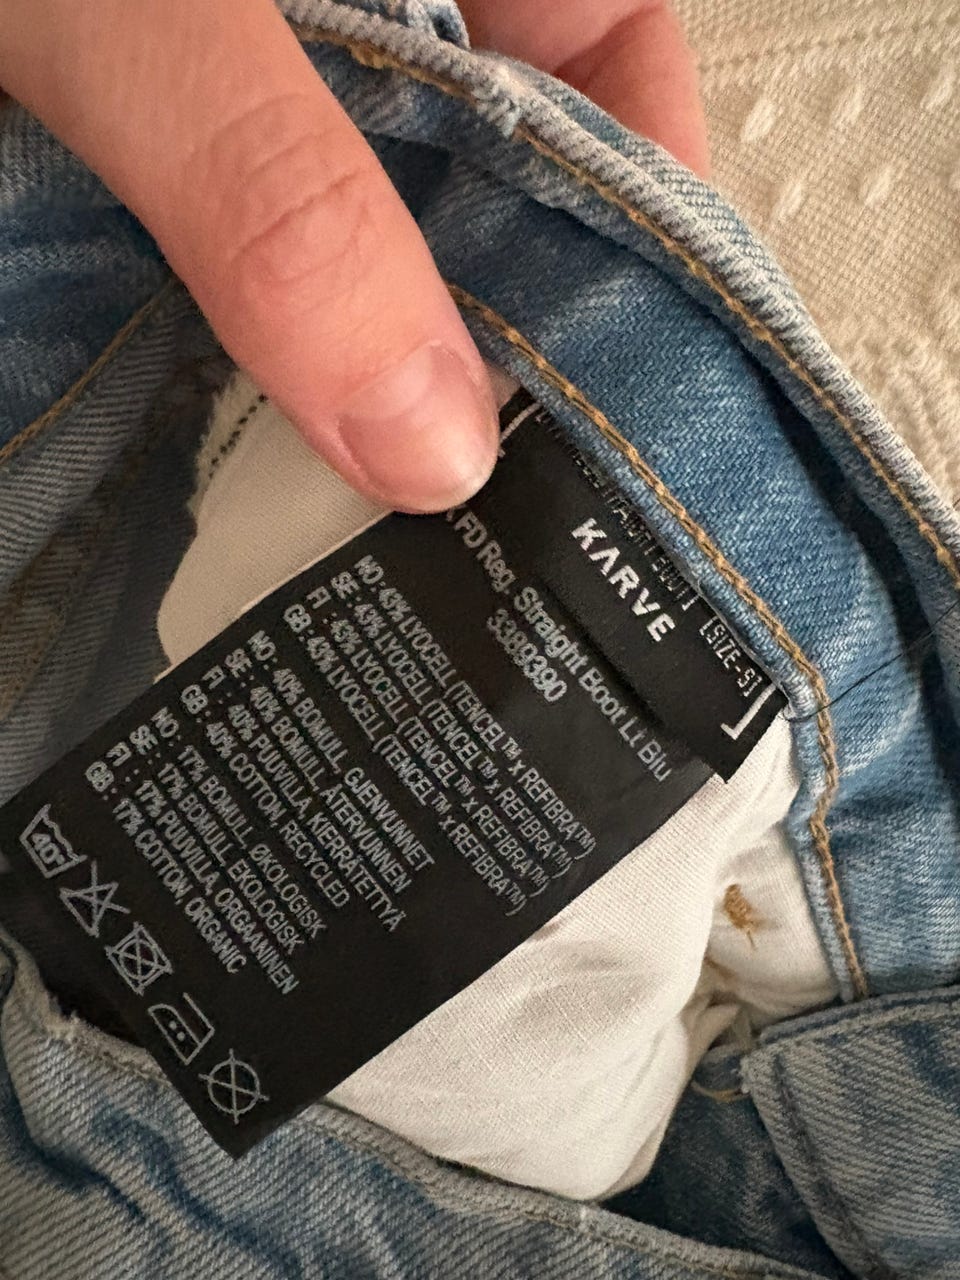 KARVE
[SIZE-S]
FD Reg. Straight Boot Lt Blu
3389390
NO: 43% LYOCELL (TENCEL™ x REFIBRA™)
SE: 43% LYOCELL (TENCEL™ x REFIBRA™)
FI: 43% LYOCELL (TENCEL™ x REFIBRA™)
GB: 43% LYOCELL (TENCEL™ x REFIBRA™)
NO: 40% BOMULL, GJENVUNNET
SE: 40% BOMULL, ÅTERVUNNEN
FI: 40% PUUVILLA, KIERRÄTETTYÄ
GB: 40% COTTON, RECYCLED
NO: 17% BOMULL, ØKOLOGISK
SE: 17% BOMULL, EKOLOGISK
FI: 17% PUUVILLA, ORGAANINEN
GB: 17% COTTON, ORGANIC
40°